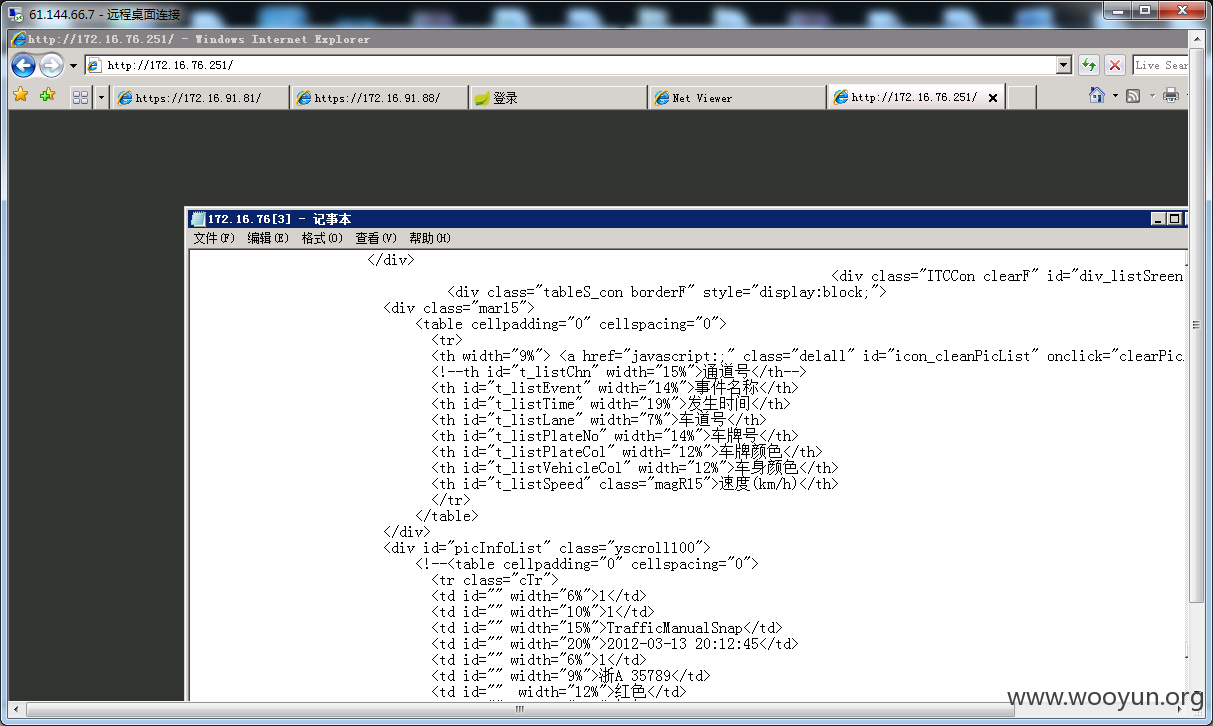 61.144.66.7 - 远程桌面连接
http://172.16.76.251/ - Windows Internet Explorer
http://172.16.76.251/
Live Sear
https://172.16.91.81/
https://172.16.91.88/
登录
Net Viewer
http://172.16.76.251/
172.16.76[3] - 记事本
文件(F) 编辑(E) 格式(O) 查看(V) 帮助(H)
</div>
<div class="ITCCon clearF" id="div_listSreen
<div class="tableS_con borderF" style="display:block;">
<div class="mar15">
<table cellpadding="0" cellspacing="0">
<tr>
<th width="9%"> <a href="javascript:;" class="delall" id="icon_cleanPicList" onclick="clearPic
<!--th id="t_listChn" width="15%">通道号</th-->
<th id="t_listEvent" width="14%">事件名称</th>
<th id="t_listTime" width="19%">发生时间</th>
<th id="t_listLane" width="7%">车道号</th>
<th id="t_listPlateNo" width="14%">车牌号</th>
<th id="t_listPlateCol" width="12%">车牌颜色</th>
<th id="t_listVehicleCol" width="12%">车身颜色</th>
<th id="t_listSpeed" class="magR15">速度(km/h)</th>
</tr>
</table>
</div>
<div id="picInfoList" class="yscroll100">
<!--<table cellpadding="0" cellspacing="0">
<tr class="cTr">
<td id="" width="6%">1</td>
<td id="" width="10%">1</td>
<td id="" width="15%">TrafficManualSnap</td>
<td id="" width="20%">2012-03-13 20:12:45</td>
<td id="" width="6%">1</td>
<td id="" width="9%">浙A 35789</td>
<td id="" width="12%">红色</td>
www.wooyun.org